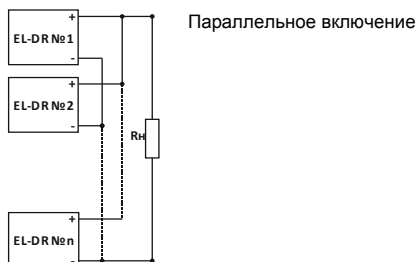 Параллельное включение
+
EL-DR №1
-
+
EL-DR №2
-
Rн
+
EL-DR №n
-